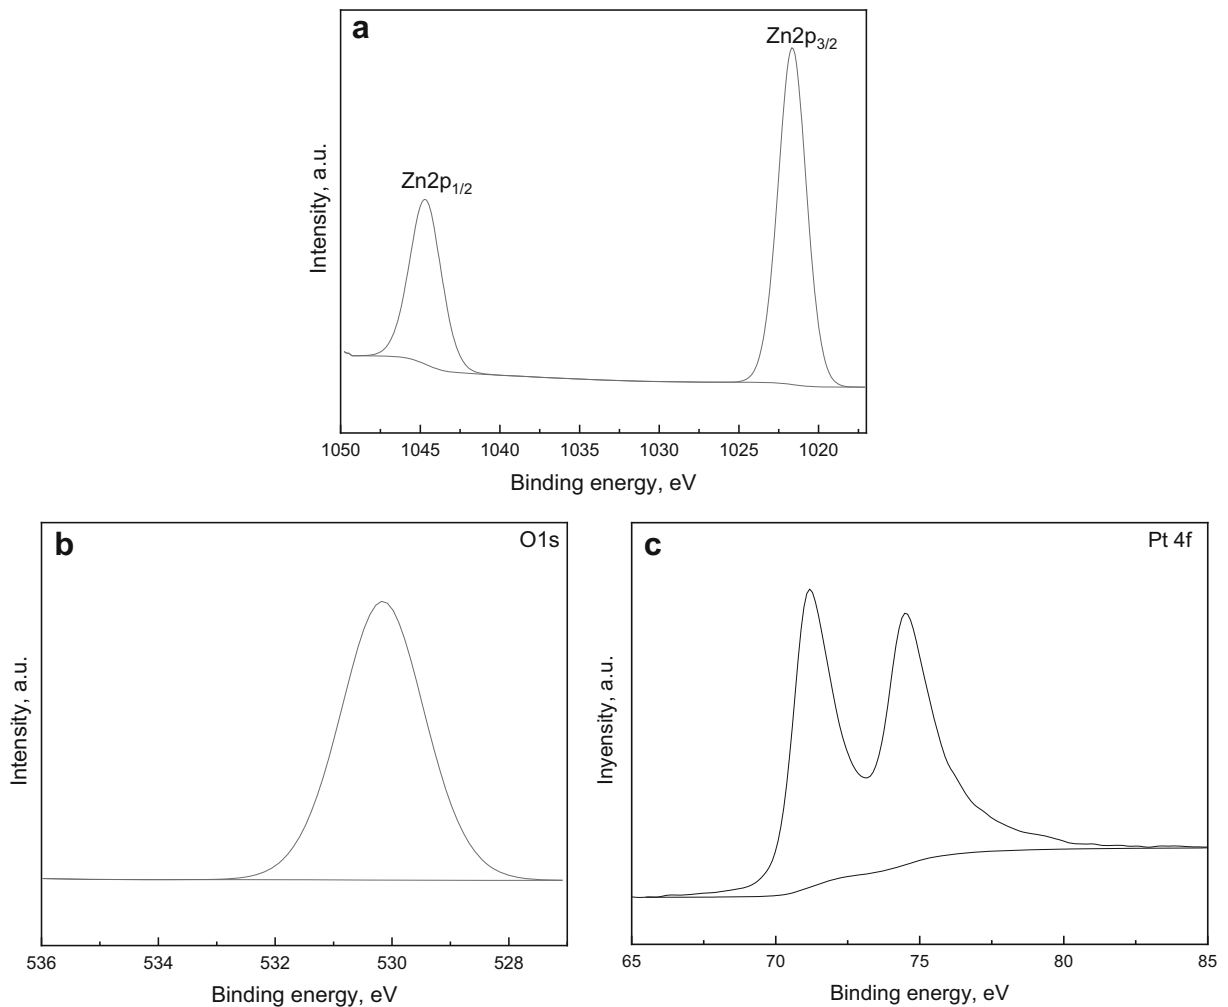 a
Zn2p3/2
Zn2p1/2
Intensity, a.u.
1050 1045 1040 1035 1030 1025 1020
Binding energy, eV
b
O1s
Intensity, a.u.
536 534 532 530 528
Binding energy, eV
c
Pt 4f
Inyensity, a.u.
65 70 75 80 85
Binding energy, eV